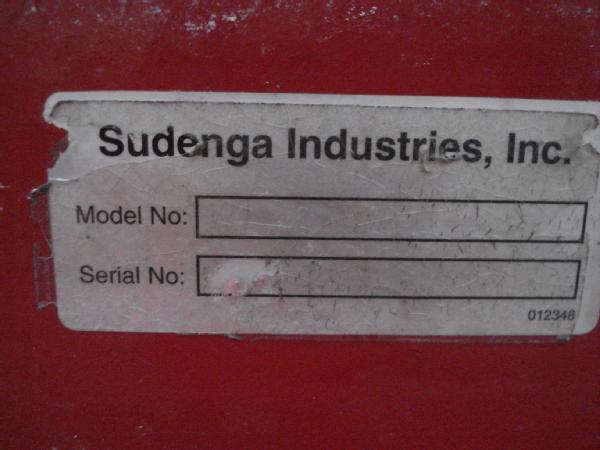 Sudenga Industries, Inc.
Model No:
Serial No:
012348